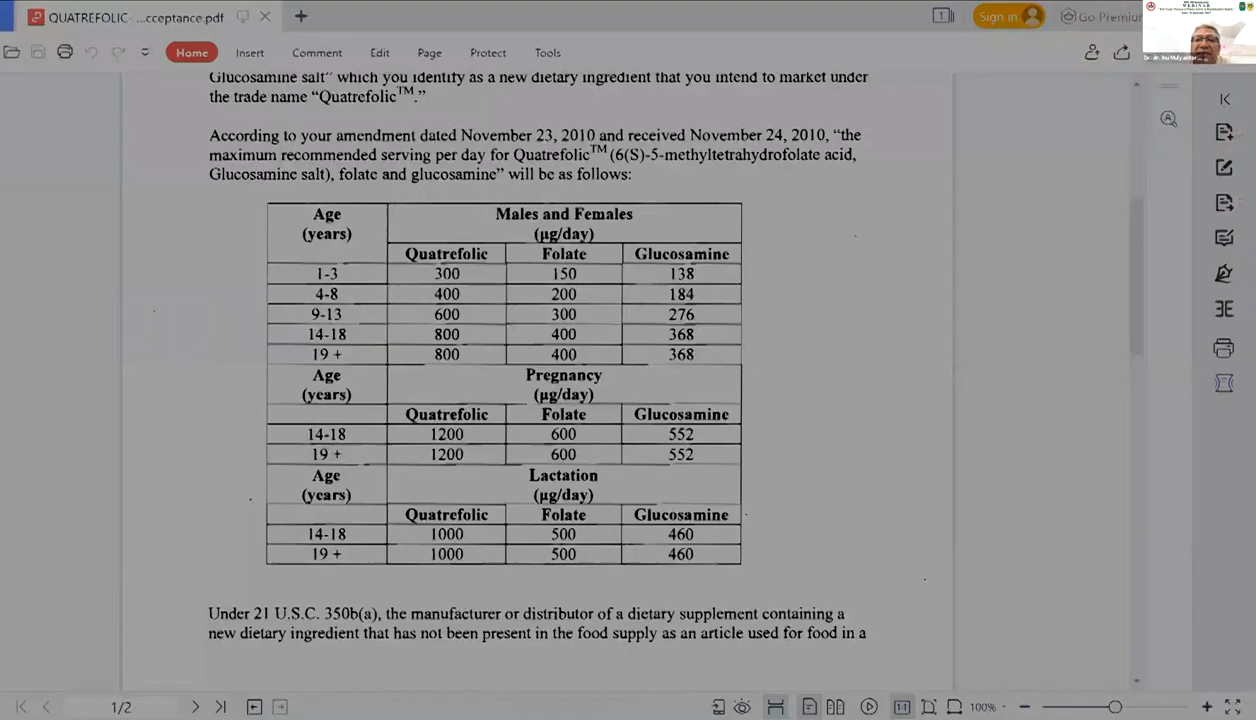 QUATREFOLIC - ...cceptance.pdf
Sign in
Go Premium
WEBINAR
Home Insert Comment Edit Page Protect Tools
Glucosamine salt" which you identify as a new dietary ingredient that you intend to market under
the trade name "Quatrefolic™."
According to your amendment dated November 23, 2010 and received November 24, 2010, "the
maximum recommended serving per day for Quatrefolic™ (6(S)-5-methyltetrahydrofolate acid,
Glucosamine salt), folate and glucosamine" will be as follows:
Age Males and Females
(years) (µg/day)
Quatrefolic Folate Glucosamine
1-3 300 150 138
4-8 400 200 184
9-13 600 300 276
14-18 800 400 368
19 + 800 400 368
Age Pregnancy
(years) (µg/day)
Quatrefolic Folate Glucosamine
14-18 1200 600 552
19 + 1200 600 552
Age Lactation
(years) (µg/day)
Quatrefolic Folate Glucosamine
14-18 1000 500 460
19 + 1000 500 460
Under 21 U.S.C. 350b(a), the manufacturer or distributor of a dietary supplement containing a
new dietary ingredient that has not been present in the food supply as an article used for food in a
1/2
100%